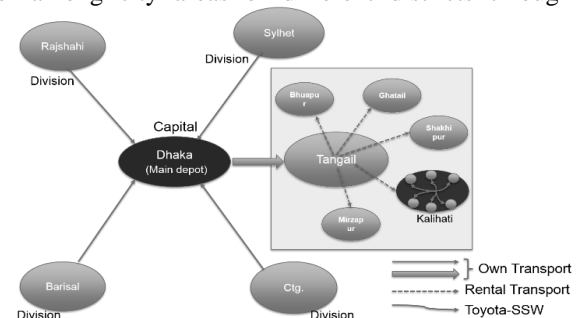 Sylhet
Rajshahi
Division
Division
Bhuapu
r
Ghatail
Capital
Shakhi
pur
Dhaka
(Main depot)
Tangail
Mirzap
ur
Kalihati
Own Transport
Barisal
Ctg.
Rental Transport
Division
Division
Toyota-SSW